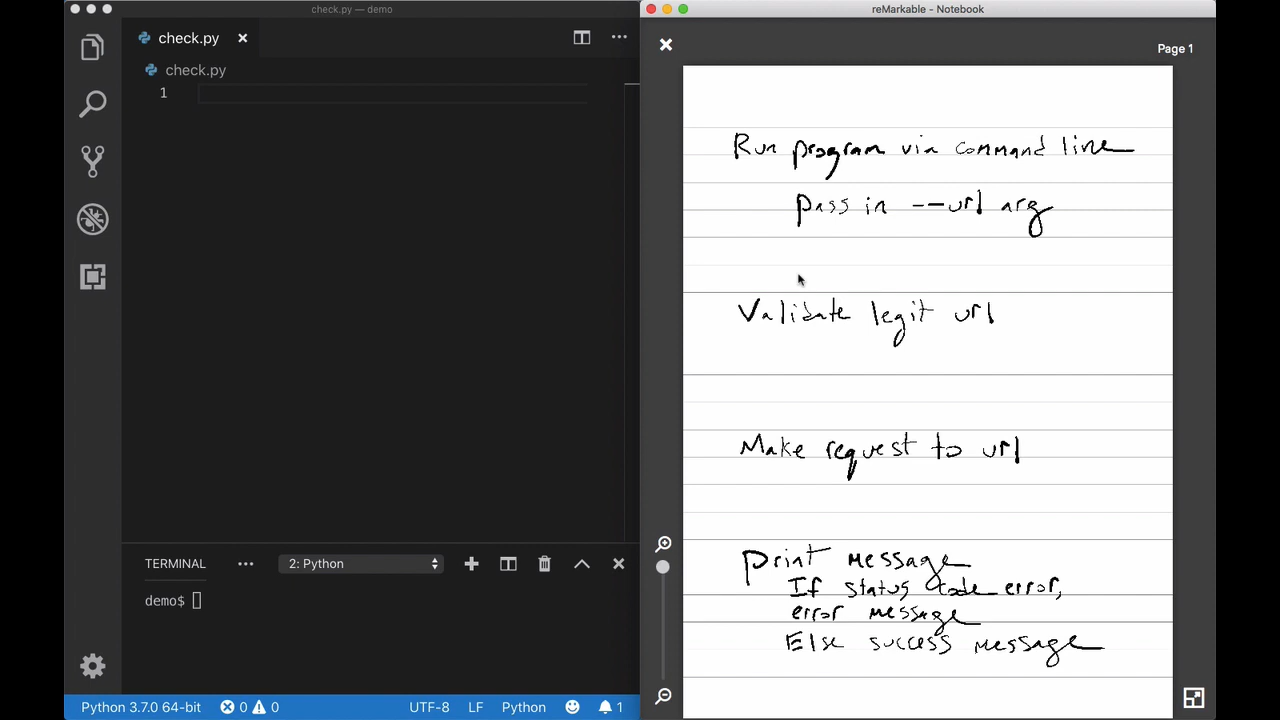 check.py — demo
check.py
check.py
1
TERMINAL
2: Python
demo$
Python 3.7.0 64-bit
0
0
UTF-8
LF
Python
1
reMarkable - Notebook
Page 1
Run program via command line
pass in --url arg
Validate legit url
Make request to url
print message
If status code error,
error message
Else success message